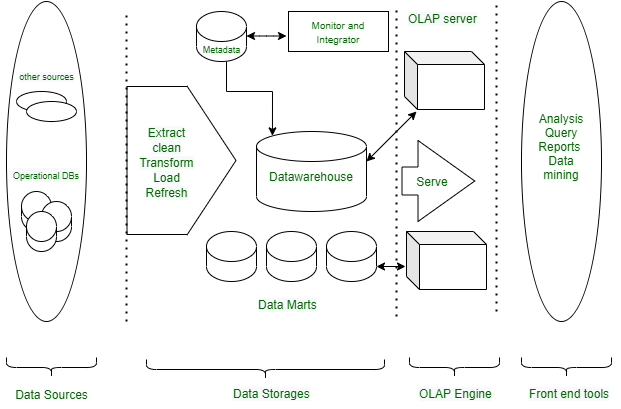 OLAP server
Monitor and
Integrator
Metadata
other sources
Extract
clean
Transform
Load
Refresh
Analysis
Query
Reports
Data
mining
Operational DBs
Datawarehouse
Serve
Data Marts
Data Sources
Data Storages
OLAP Engine
Front end tools